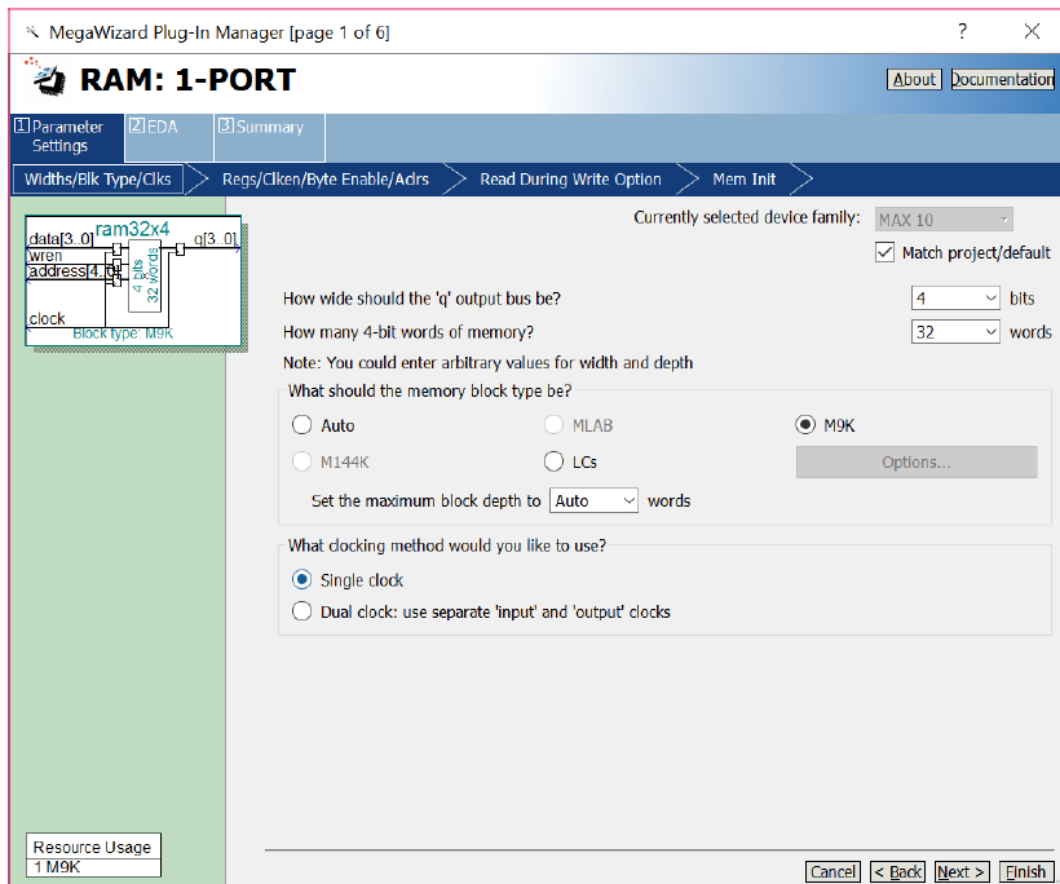 MegaWizard Plug-In Manager [page 1 of 6]
?
RAM: 1-PORT
About
Documentation
1 Parameter Settings
2 EDA
3 Summary
Widths/Blk Type/Clks
Regs/Clken/Byte Enable/Aclrs
Read During Write Option
Mem Init
ram32x4
data[3..0]
q[3..0]
wren
address[4..0]
4 bits
32 words
clock
Block type: M9K
Currently selected device family:
MAX 10
Match project/default
How wide should the 'q' output bus be?
4
bits
How many 4-bit words of memory?
32
words
Note: You could enter arbitrary values for width and depth
What should the memory block type be?
Auto
MLAB
M9K
M144K
LCs
Options...
Set the maximum block depth to
Auto
words
What clocking method would you like to use?
Single clock
Dual clock: use separate 'input' and 'output' clocks
Resource Usage
1 M9K
Cancel
< Back
Next >
Finish